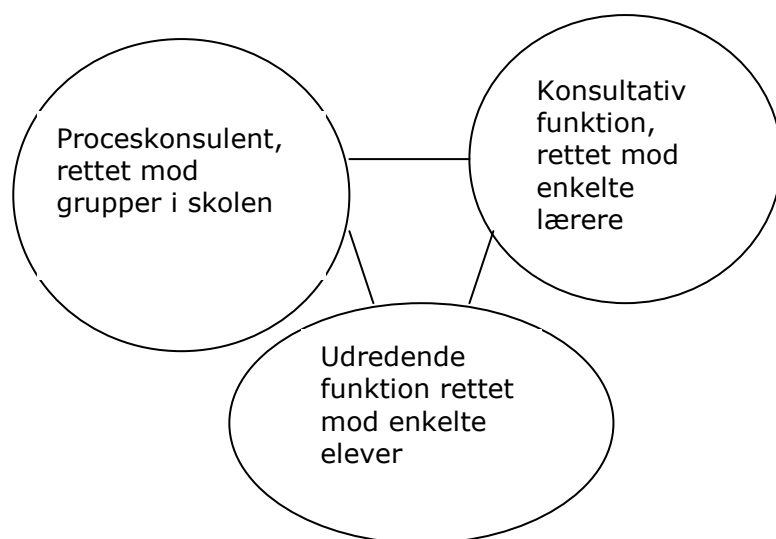 Proceskonsulent,
rettet mod
grupper i skolen
Konsultativ
funktion,
rettet mod
enkelte
lærere
Udredende
funktion rettet
mod enkelte
elever